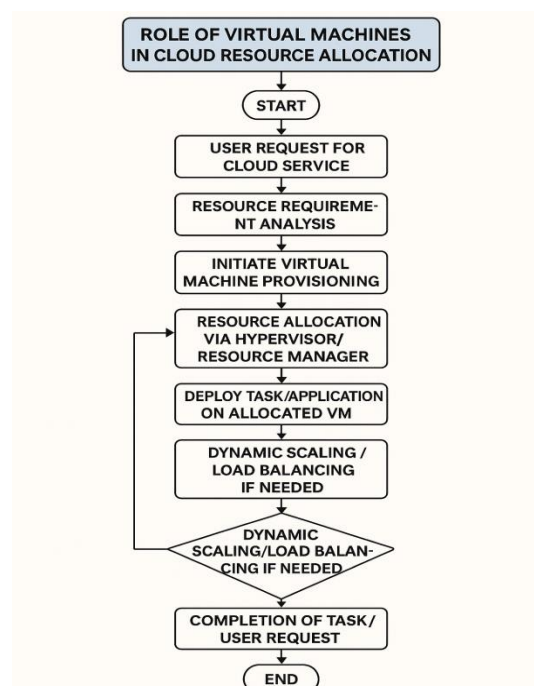 ROLE OF VIRTUAL MACHINES
IN CLOUD RESOURCE ALLOCATION
START
USER REQUEST FOR
CLOUD SERVICE
RESOURCE REQUIREME-
NT ANALYSIS
INITIATE VIRTUAL
MACHINE PROVISIONING
RESOURCE ALLOCATION
VIA HYPERVISOR/
RESOURCE MANAGER
DEPLOY TASK/APPLICATION
ON ALLOCATED VM
DYNAMIC SCALING /
LOAD BALANCING
IF NEEDED
DYNAMIC
SCALING/LOAD BALAN-
CING IF NEEDED
COMPLETION OF TASK/
USER REQUEST
END